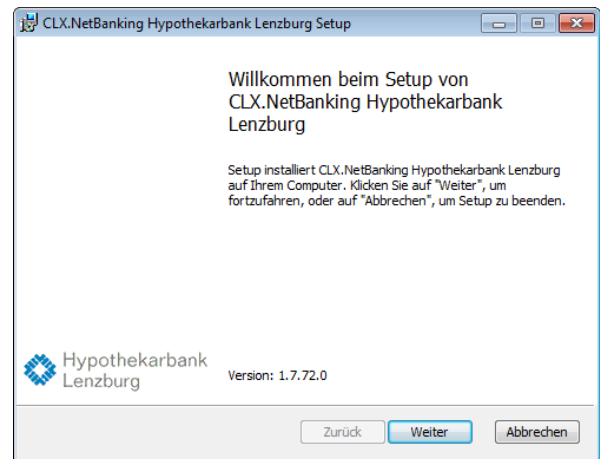 CLX.NetBanking Hypothekarbank Lenzburg Setup
Willkommen beim Setup von
CLX.NetBanking Hypothekarbank
Lenzburg
Setup installiert CLX.NetBanking Hypothekarbank Lenzburg
auf Ihrem Computer. Klicken Sie auf "Weiter", um
fortzufahren, oder auf "Abbrechen", um Setup zu beenden.
Hypothekarbank
Lenzburg
Version: 1.7.72.0
Zurück Weiter Abbrechen